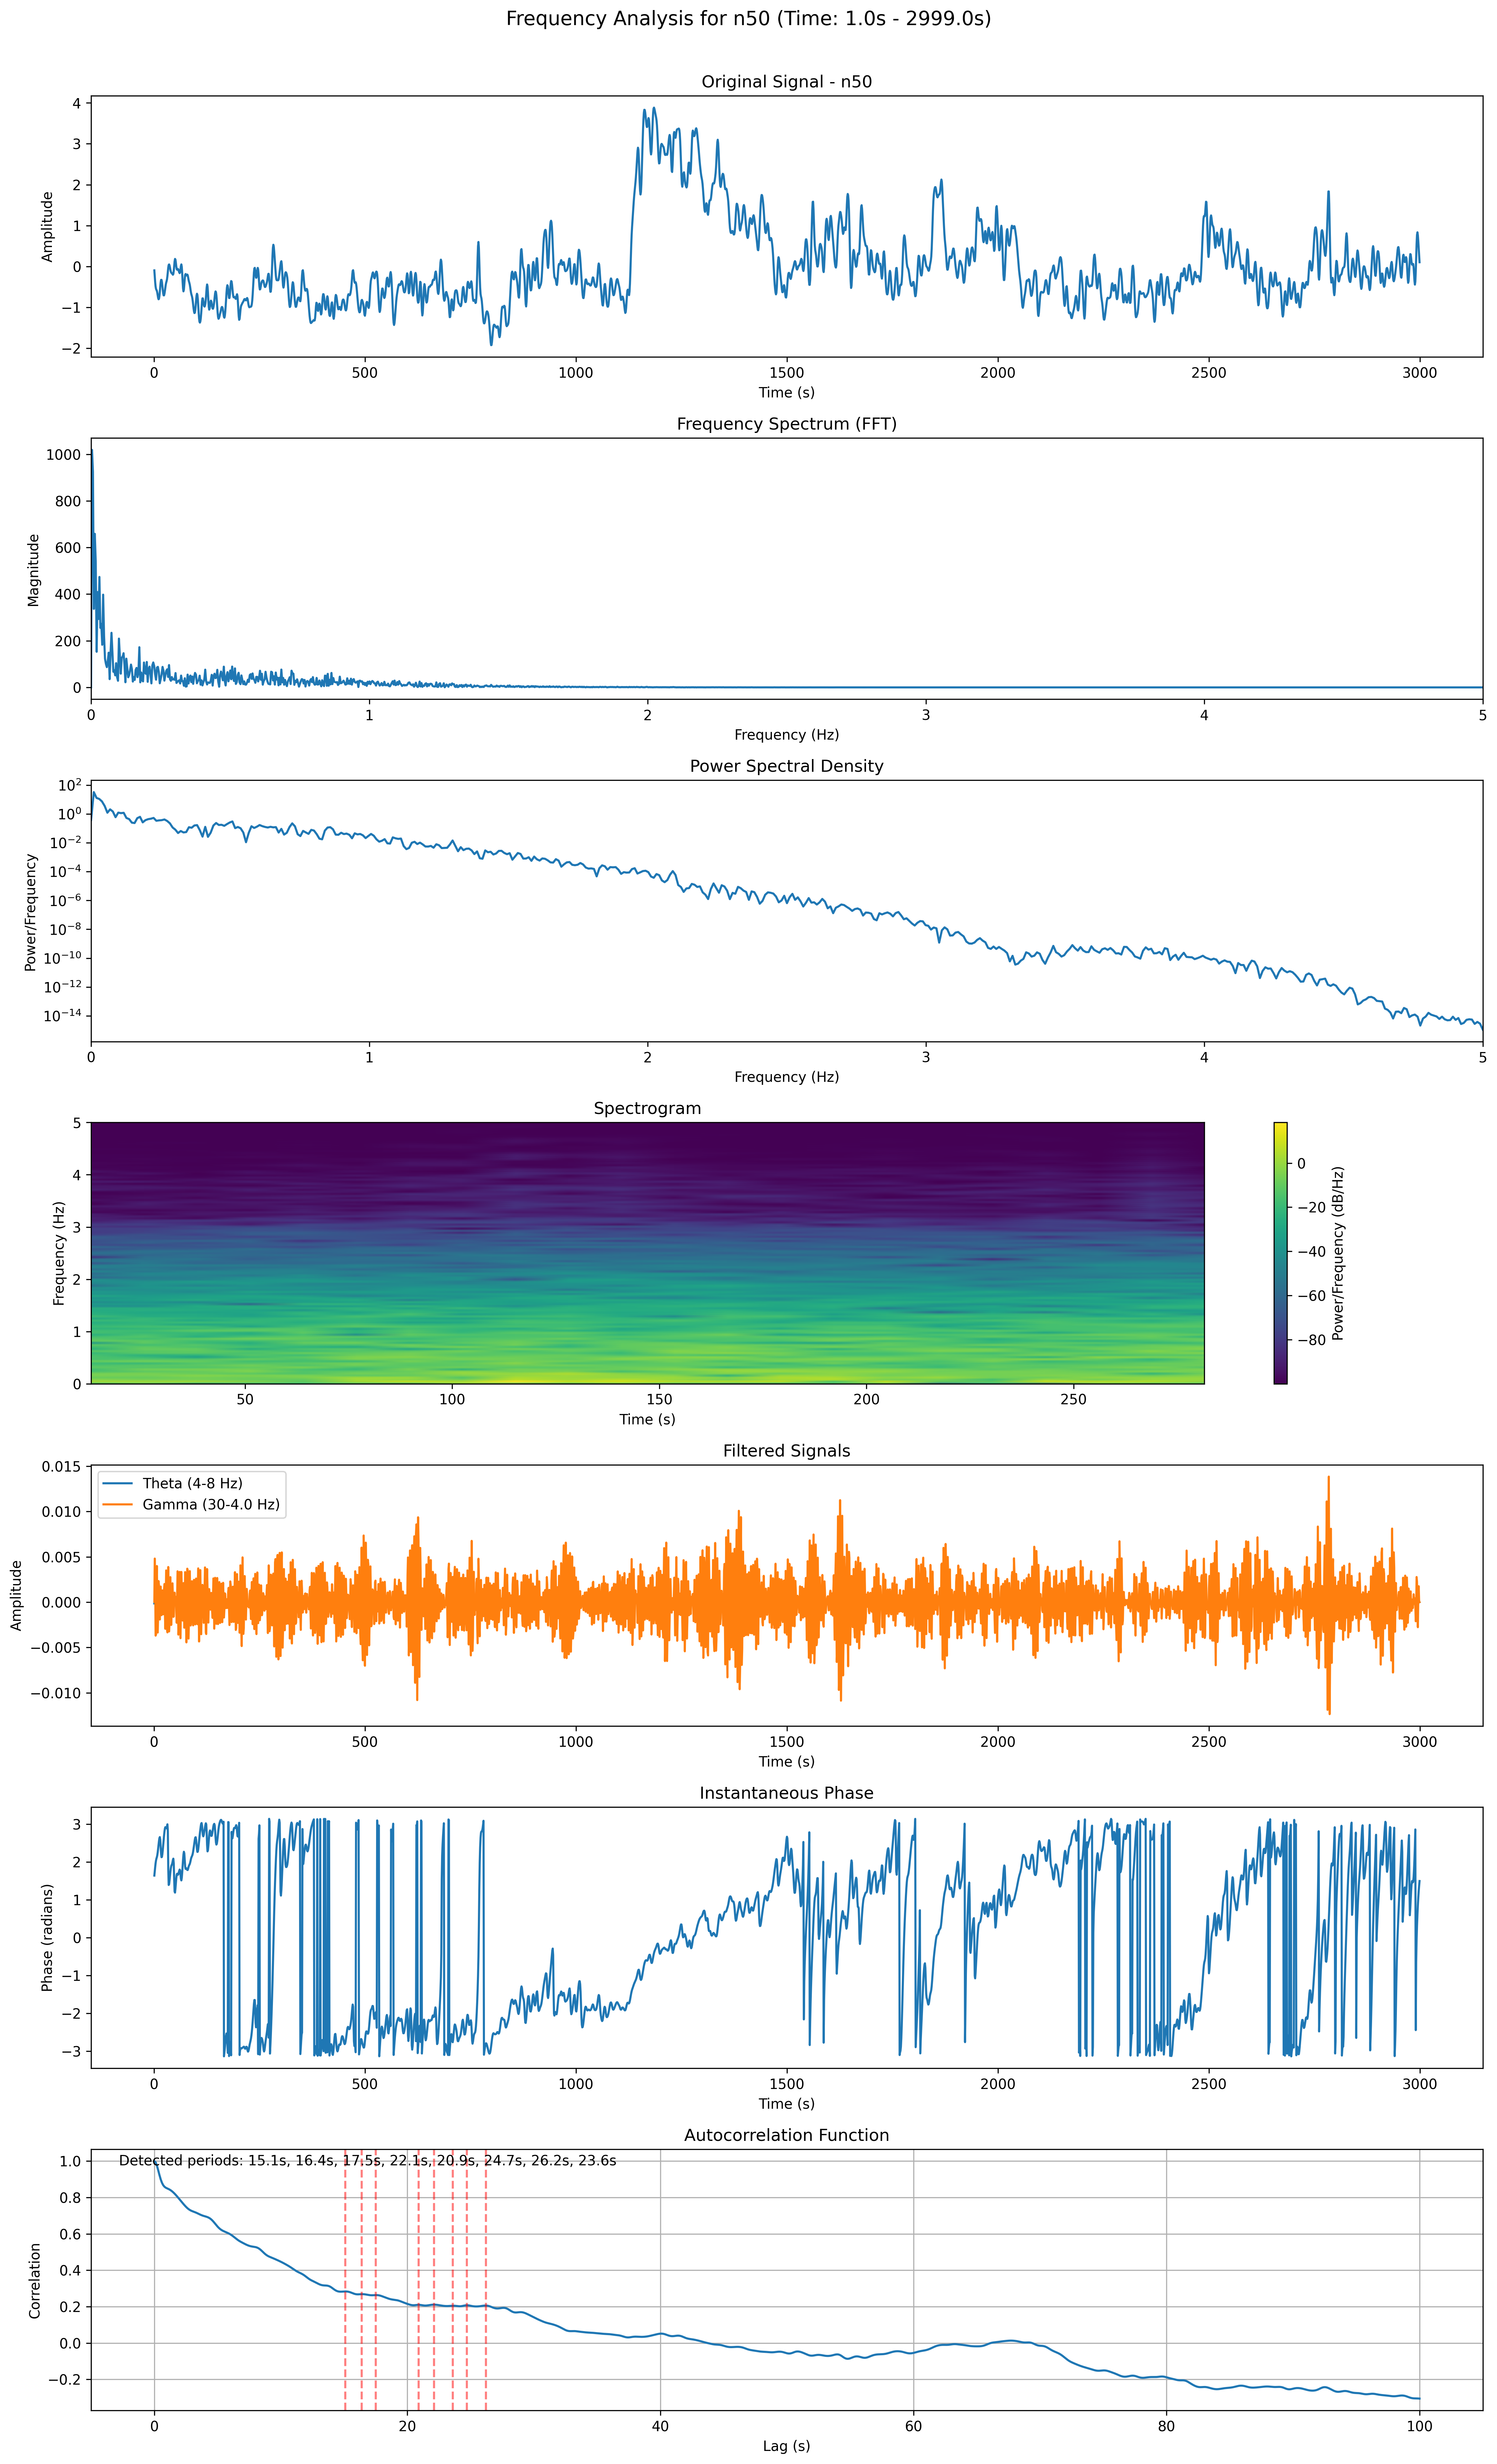 Frequency Analysis for n50 (Time: 1.0s - 2999.0s)
Original Signal - n50
Amplitude
4
3
2
1
0
−1
−2
0 500 1000 1500 2000 2500 3000
Time (s)
Frequency Spectrum (FFT)
Magnitude
1000
800
600
400
200
0
0 1 2 3 4 5
Frequency (Hz)
Power Spectral Density
Power/Frequency
10²
10⁰
10⁻²
10⁻⁴
10⁻⁶
10⁻⁸
10⁻¹⁰
10⁻¹²
10⁻¹⁴
0 1 2 3 4 5
Frequency (Hz)
Spectrogram
Frequency (Hz)
5
4
3
2
1
0
50 100 150 200 250
Time (s)
0
−20
−40
−60
−80
Power/Frequency (dB/Hz)
Filtered Signals
Theta (4-8 Hz)
Gamma (30-4.0 Hz)
Amplitude
0.015
0.010
0.005
0.000
−0.005
−0.010
0 500 1000 1500 2000 2500 3000
Time (s)
Instantaneous Phase
Phase (radians)
3
2
1
0
−1
−2
−3
0 500 1000 1500 2000 2500 3000
Time (s)
Autocorrelation Function
Detected periods: 15.1s, 16.4s, 17.5s, 22.1s, 20.9s, 24.7s, 26.2s, 23.6s
Correlation
1.0
0.8
0.6
0.4
0.2
0.0
−0.2
0 20 40 60 80 100
Lag (s)